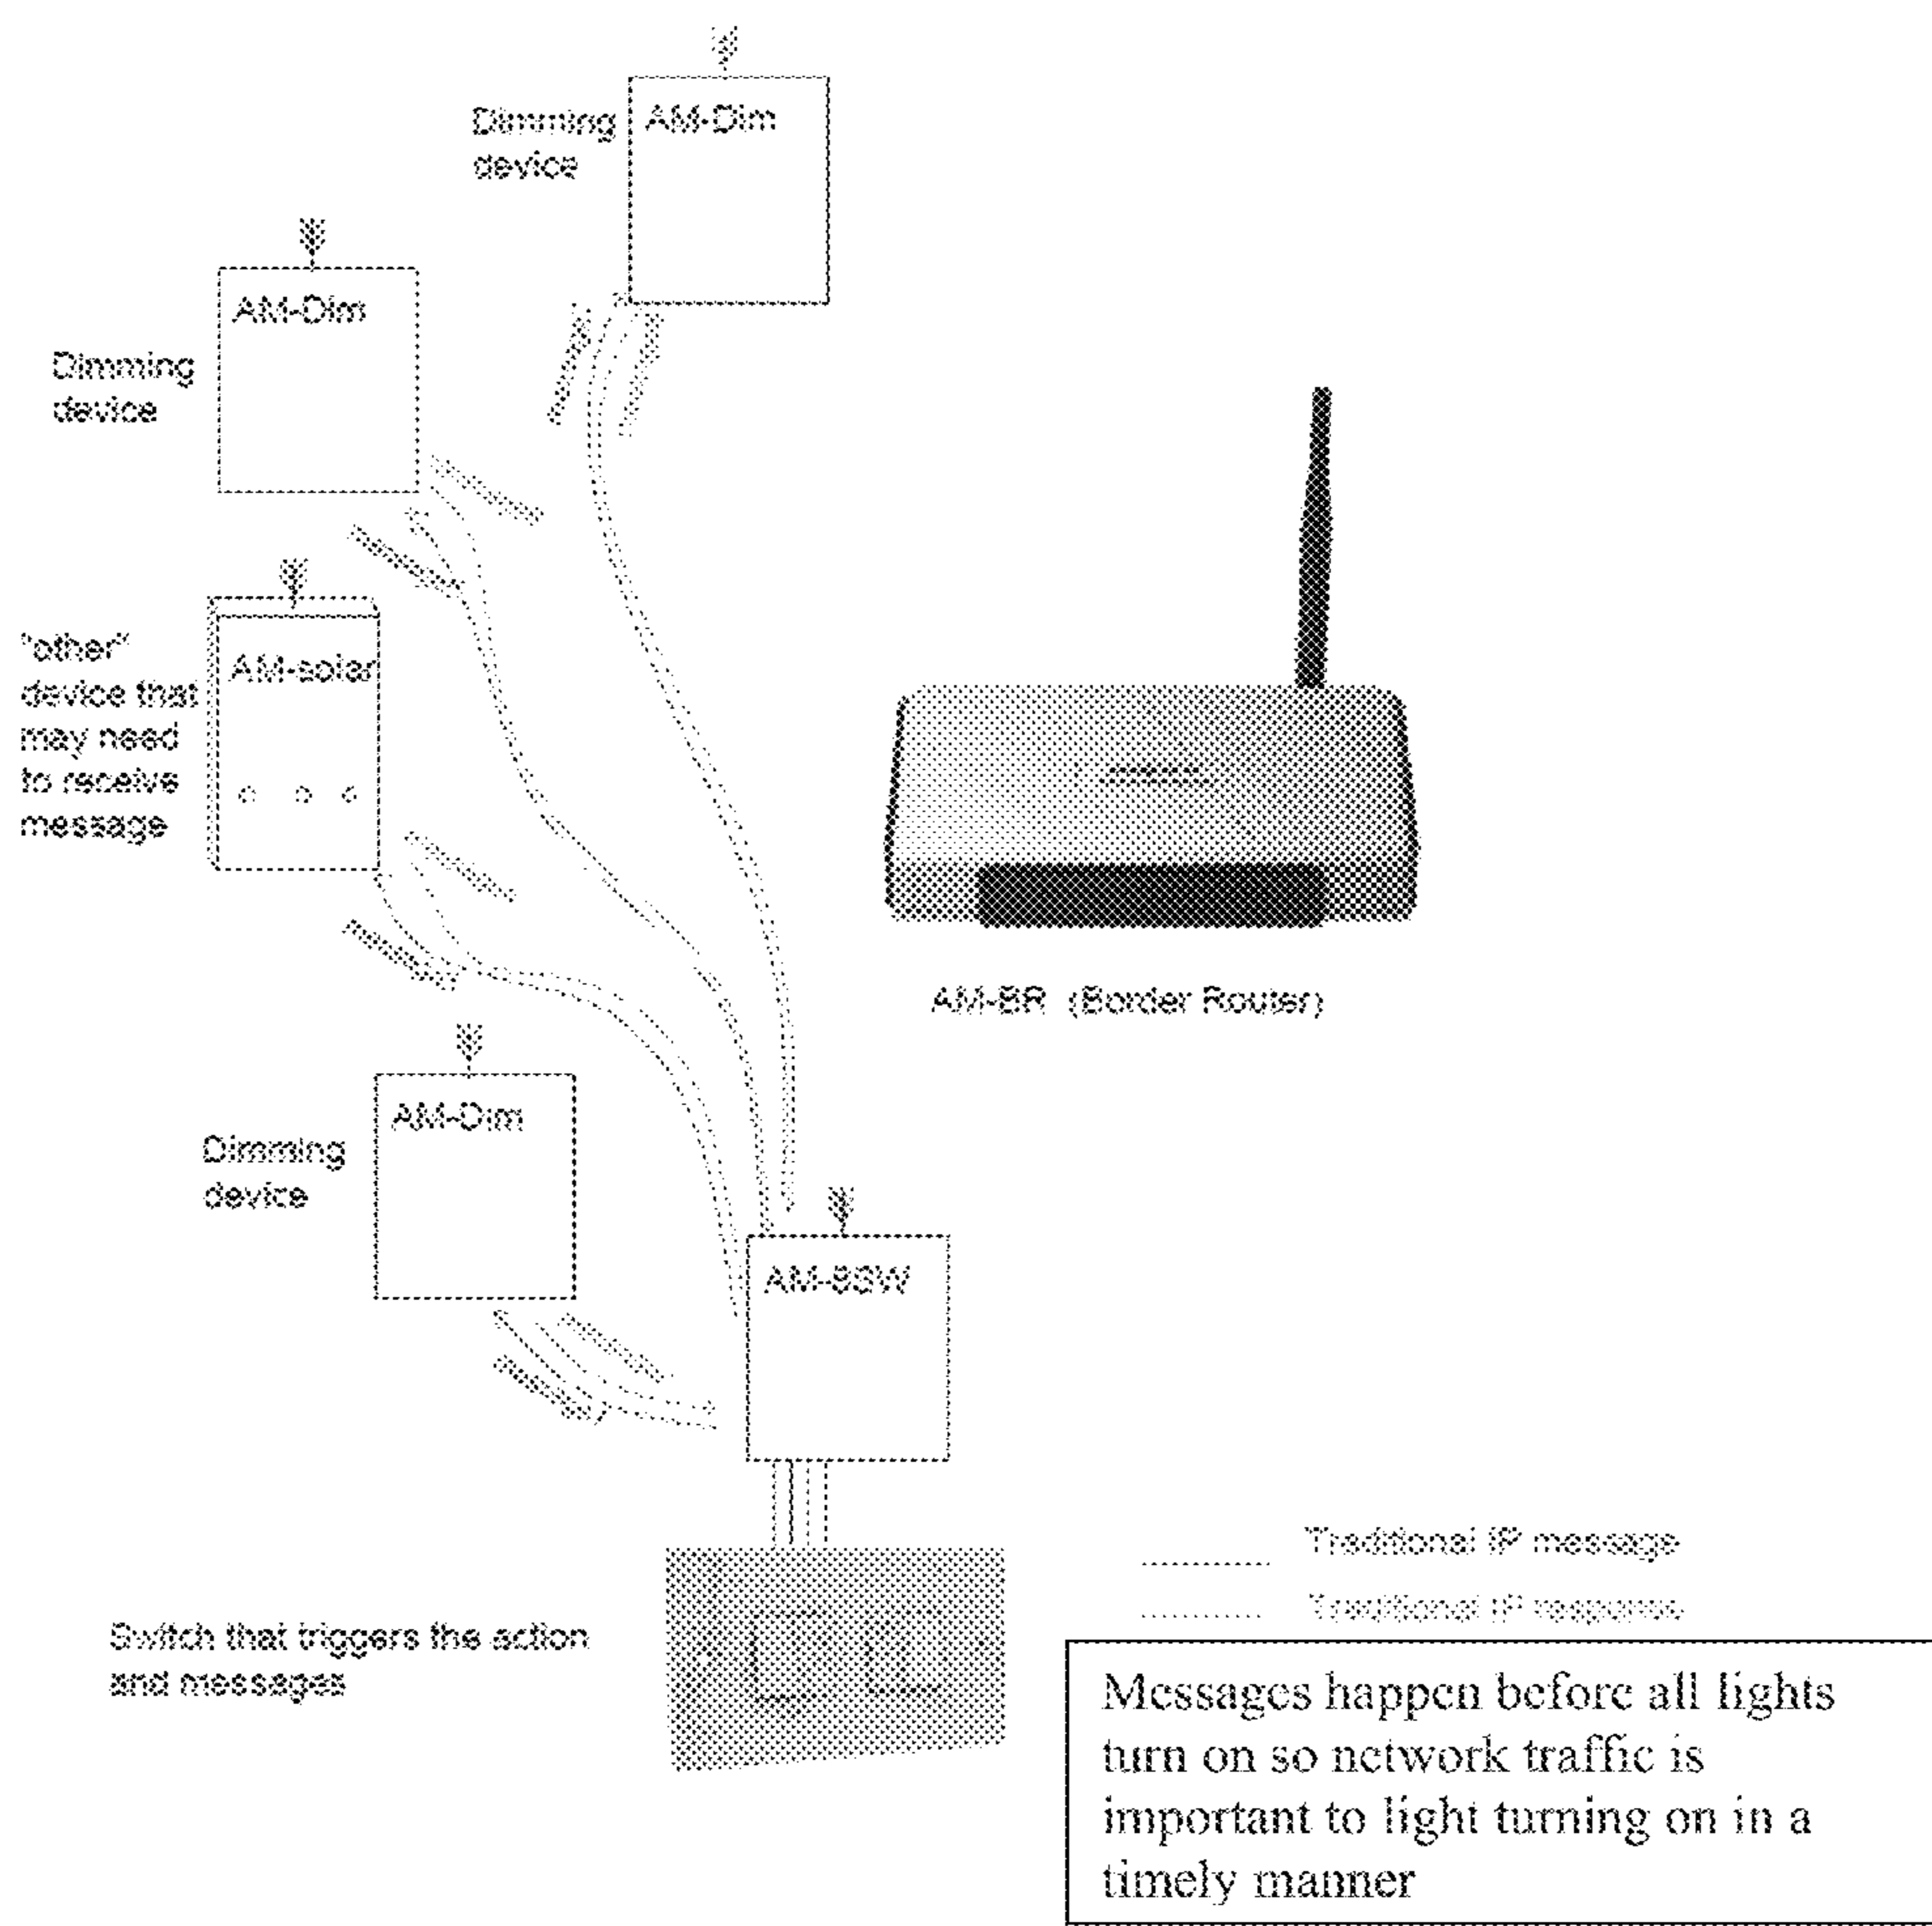 Dimming
device
AM-Dim
AM-Dim
Dimming
device
"other"
device that
may need
to receive
message
AM-solar
AM-BR (Border Router)
AM-Dim
Dimming
device
AM-8SW
Traditional IP message
Traditional IP response
Switch that triggers the action
and messages
Messages happen before all lights
turn on so network traffic is
important to light turning on in a
timely manner